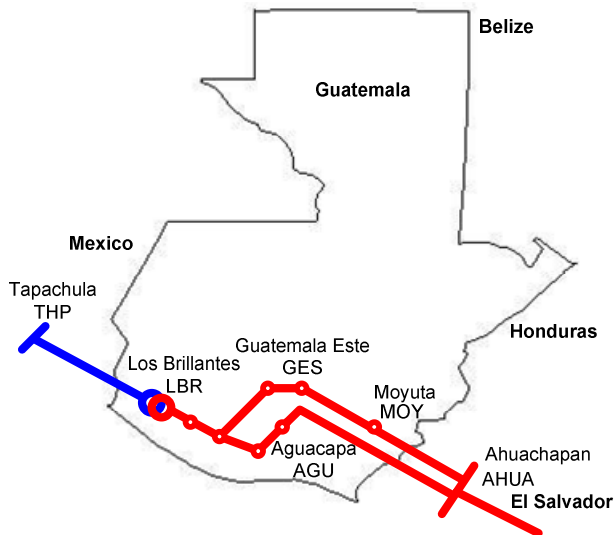 Belize
Guatemala
Mexico
Tapachula
THP
Honduras
Guatemala Este
GES
Los Brillantes
LBR
Moyuta
MOY
Aguacapa
AGU
Ahuachapan
AHUA
El Salvador